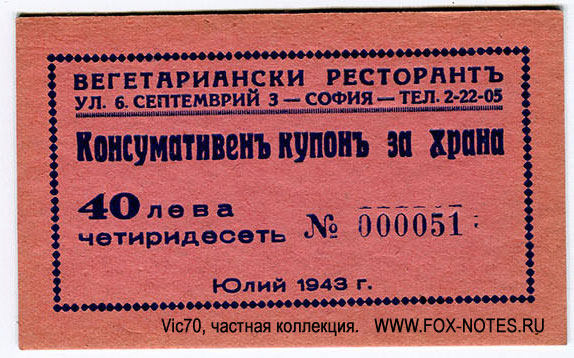 ВЕГЕТАРИАНСКИ РЕСТОРАНТЪ
УЛ. 6. СЕПТЕМВРИЙ 3 — СОФИЯ — ТЕЛ. 2-22-05
Консумативенъ купонъ за храна
40 лева
четиридесеть № 000051
Юлий 1943 г.
Vic70, частная коллекция. WWW.FOX-NOTES.RU